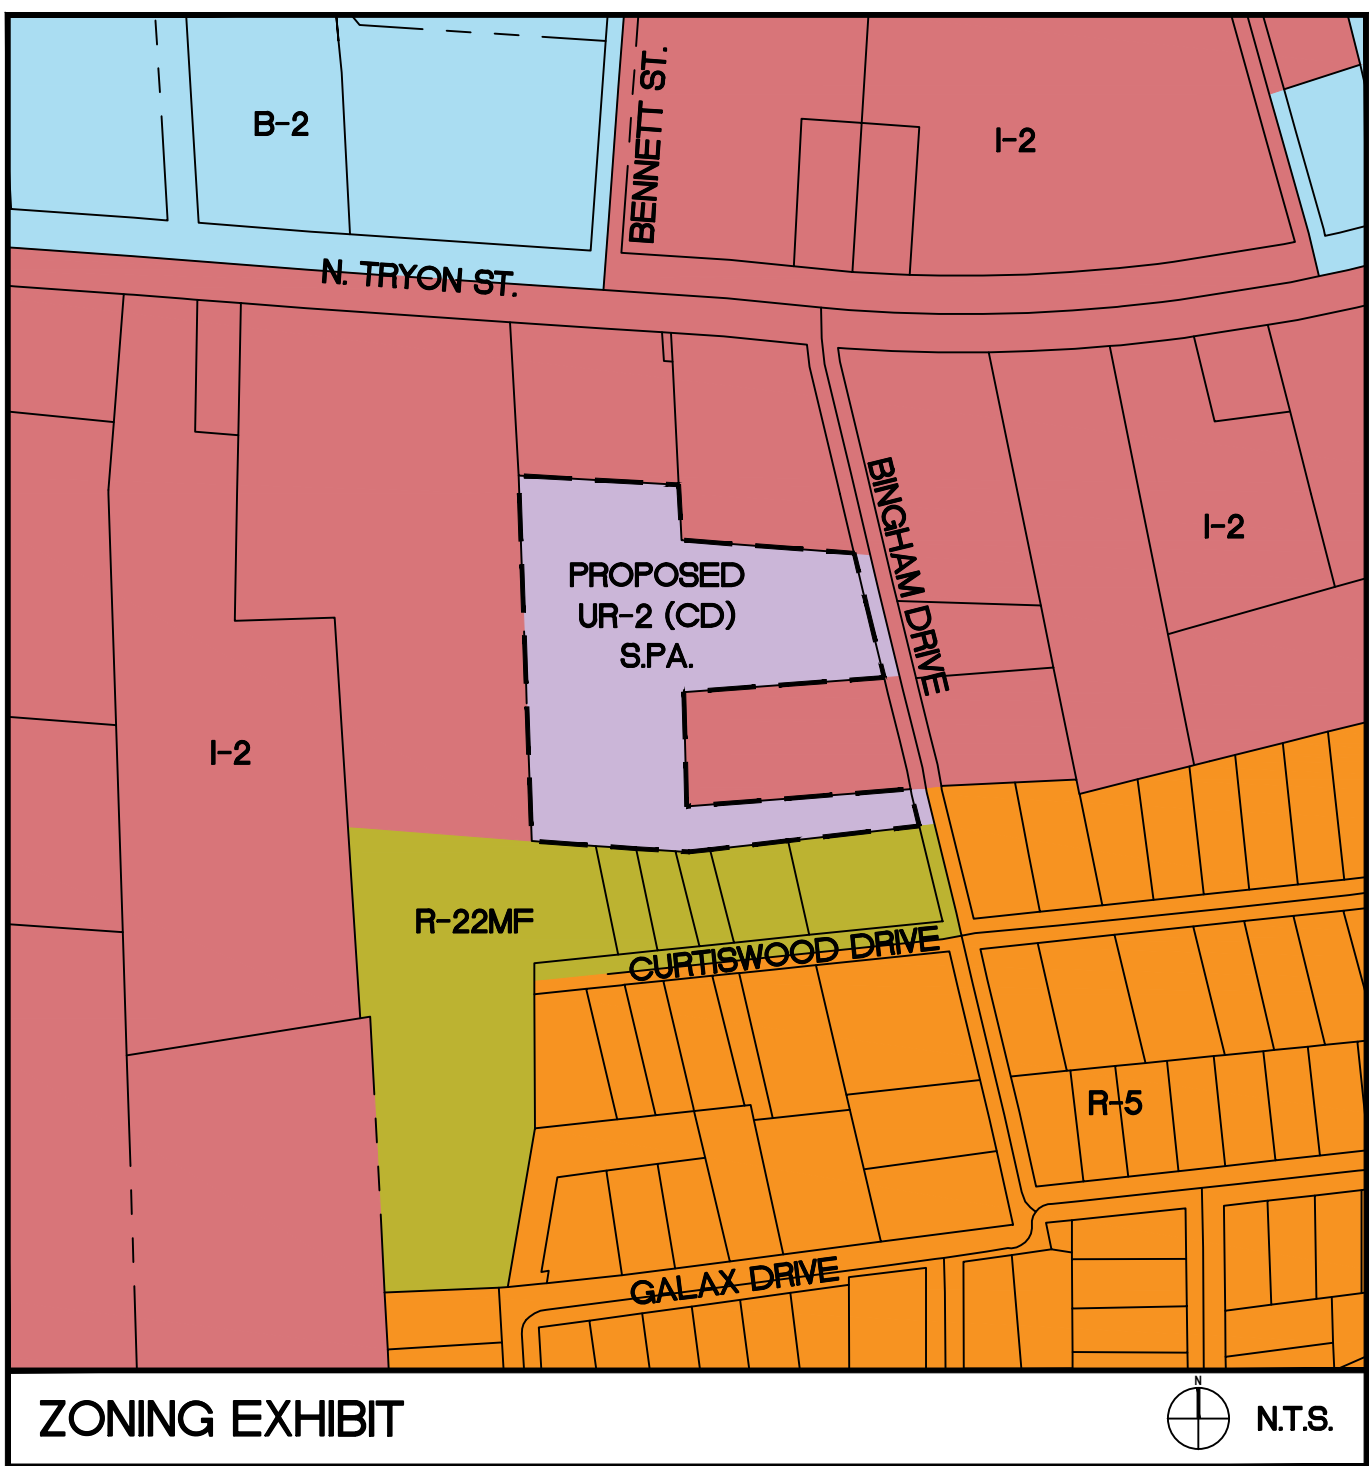 BENNETT ST.
B-2
I-2
N. TRYON ST.
BINGHAM DRIVE
I-2
PROPOSED
UR-2 (CD)
S.P.A.
I-2
R-22MF
CURTISWOOD DRIVE
R-5
GALAX DRIVE
ZONING EXHIBIT
N
N.T.S.